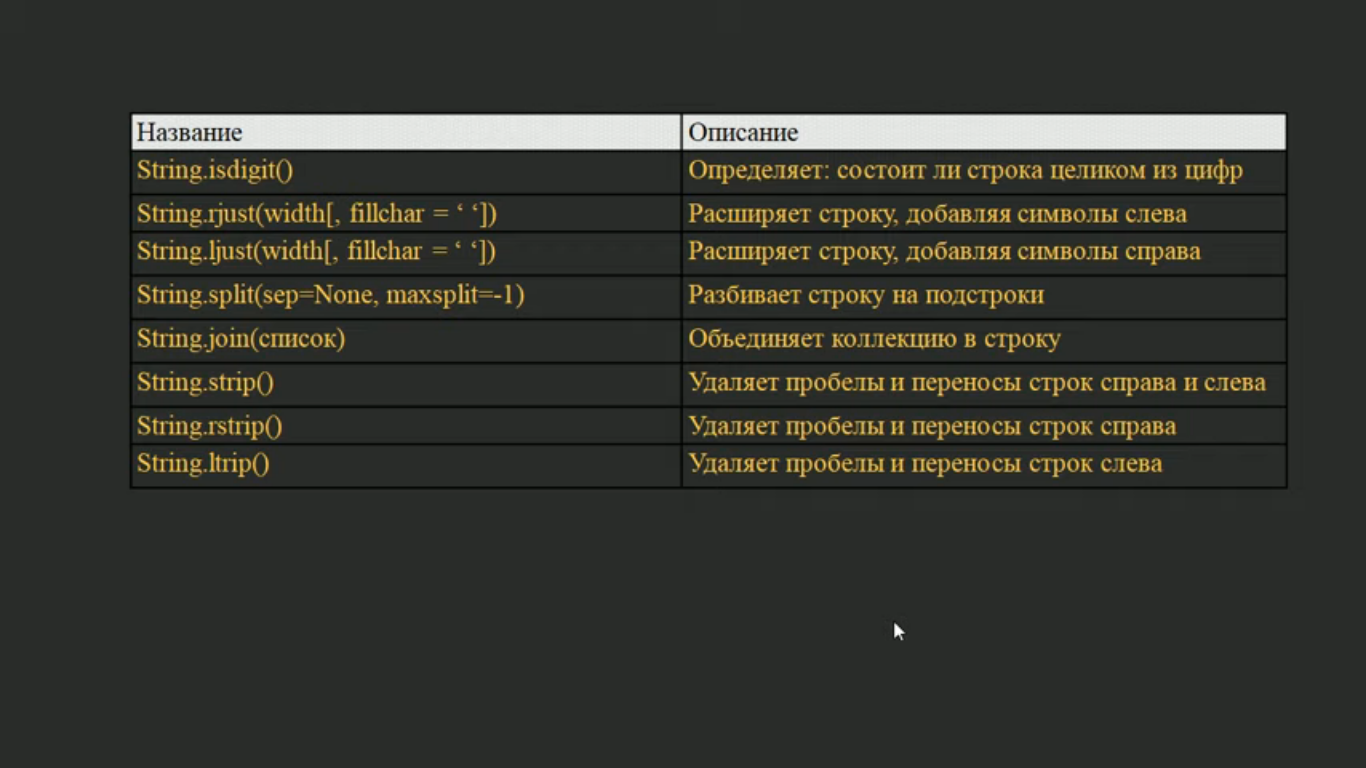 Название Описание
String.isdigit() Определяет: состоит ли строка целиком из цифр
String.rjust(width[, fillchar = ‘ ‘]) Расширяет строку, добавляя символы слева
String.ljust(width[, fillchar = ‘ ‘]) Расширяет строку, добавляя символы справа
String.split(sep=None, maxsplit=-1) Разбивает строку на подстроки
String.join(список) Объединяет коллекцию в строку
String.strip() Удаляет пробелы и переносы строк справа и слева
String.rstrip() Удаляет пробелы и переносы строк справа
String.ltrip() Удаляет пробелы и переносы строк слева